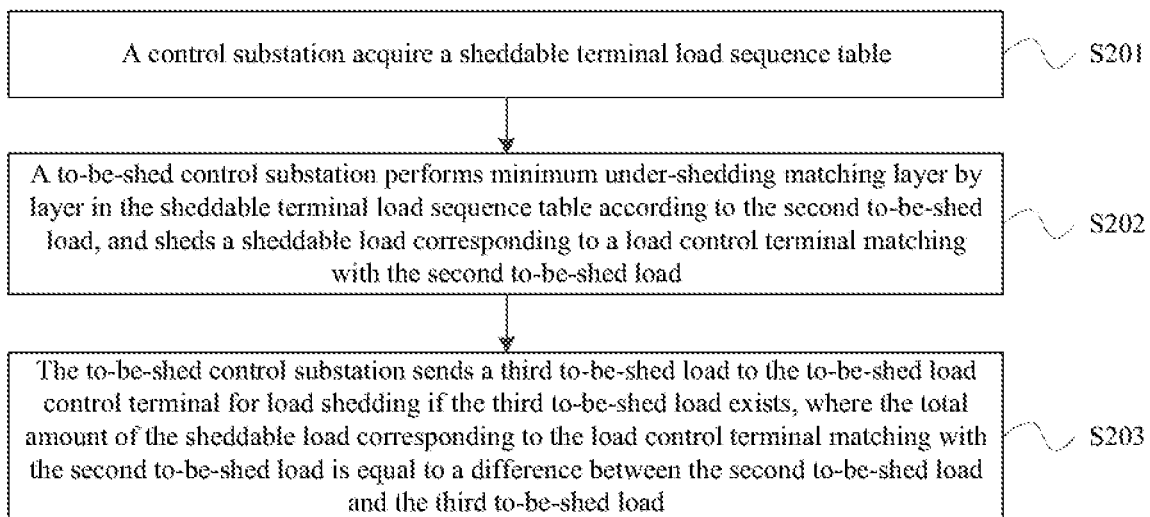 A control substation acquire a sheddable terminal load sequence table
S201
A to-be-shed control substation performs minimum under-shedding matching layer by
layer in the sheddable terminal load sequence table according to the second to-be-shed
load, and sheds a sheddable load corresponding to a load control terminal matching
with the second to-be-shed load
S202
The to-be-shed control substation sends a third to-be-shed load to the to-be-shed load
control terminal for load shedding if the third to-be-shed load exists, where the total
amount of the sheddable load corresponding to the load control terminal matching with
the second to-be-shed load is equal to a difference between the second to-be-shed load
and the third to-be-shed load
S203